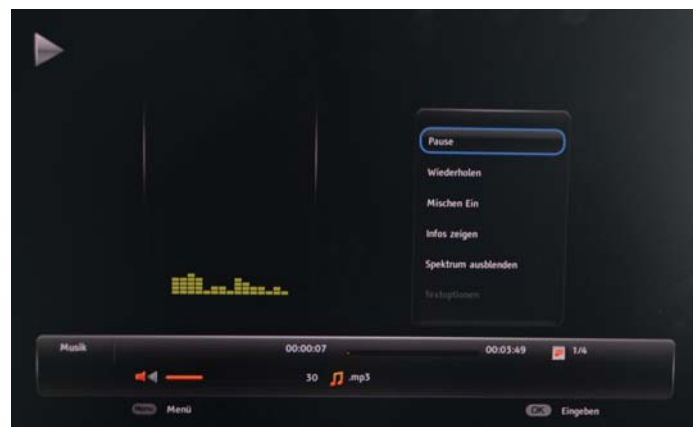 Pause
Wiederholen
Mischen Ein
Infos zeigen
Spektrum ausblenden
Textoptionen
Musik 00:00:07 00:03:49 1/4
30 .mp3
Menu Menü OK Eingeben